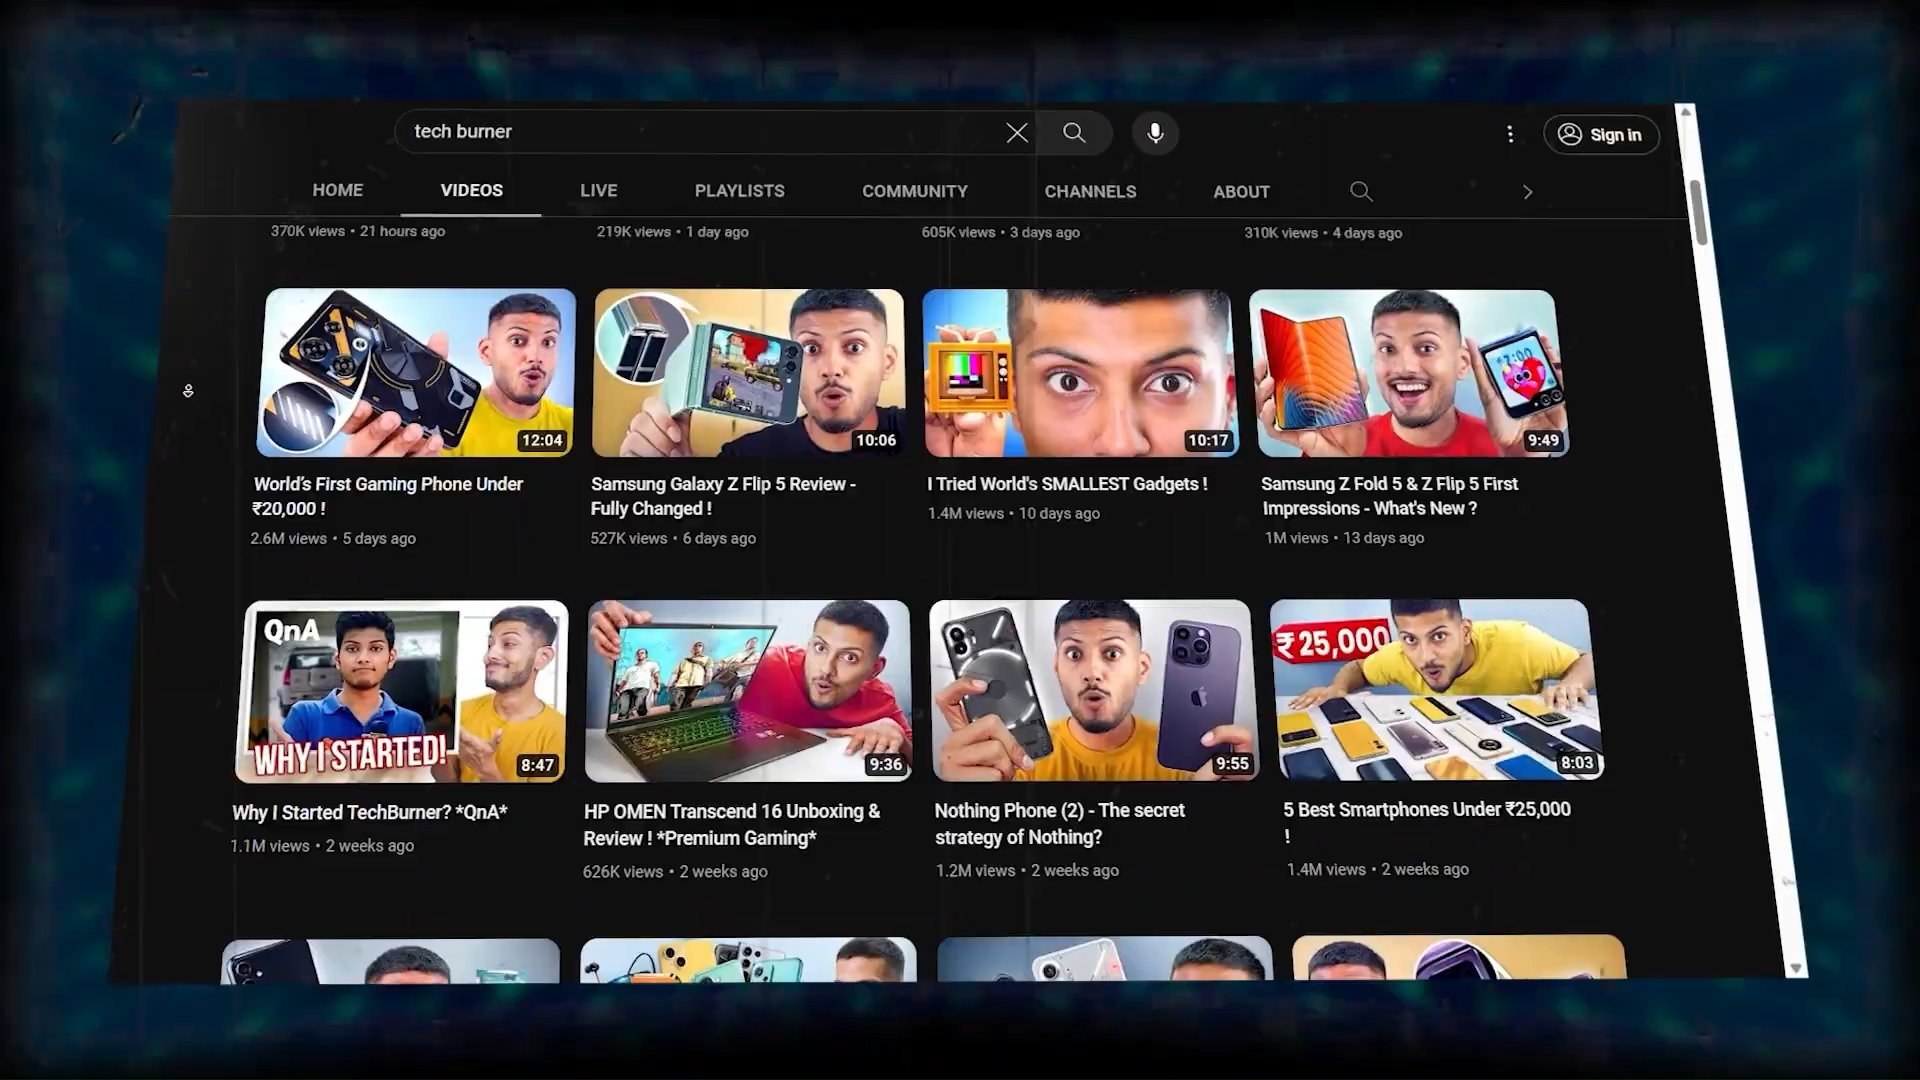 tech burner
Sign in
HOME VIDEOS LIVE PLAYLISTS COMMUNITY CHANNELS ABOUT
370K views • 21 hours ago
219K views • 1 day ago
605K views • 3 days ago
310K views • 4 days ago
12:04
10:06
10:17
7:00
9:49
World's First Gaming Phone Under
₹20,000 !
2.6M views • 5 days ago
Samsung Galaxy Z Flip 5 Review -
Fully Changed !
527K views • 6 days ago
I Tried World's SMALLEST Gadgets !
1.4M views • 10 days ago
Samsung Z Fold 5 & Z Flip 5 First
Impressions - What's New ?
1M views • 13 days ago
QnA
WHY I STARTED!
8:47
9:36
9:55
₹25,000
8:03
Why I Started TechBurner? *QnA*
1.1M views • 2 weeks ago
HP OMEN Transcend 16 Unboxing &
Review ! *Premium Gaming*
626K views • 2 weeks ago
Nothing Phone (2) - The secret
strategy of Nothing?
1.2M views • 2 weeks ago
5 Best Smartphones Under ₹25,000
!
1.4M views • 2 weeks ago